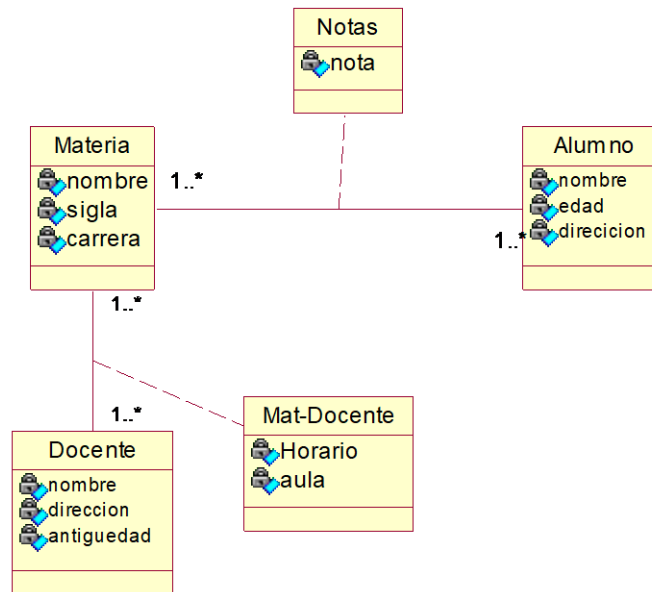 Notas
nota
Materia
nombre
sigla
carrera
1..*
Alumno
nombre
edad
direcicion
1..*
1..*
1..*
Docente
nombre
direccion
antiguedad
Mat-Docente
Horario
aula